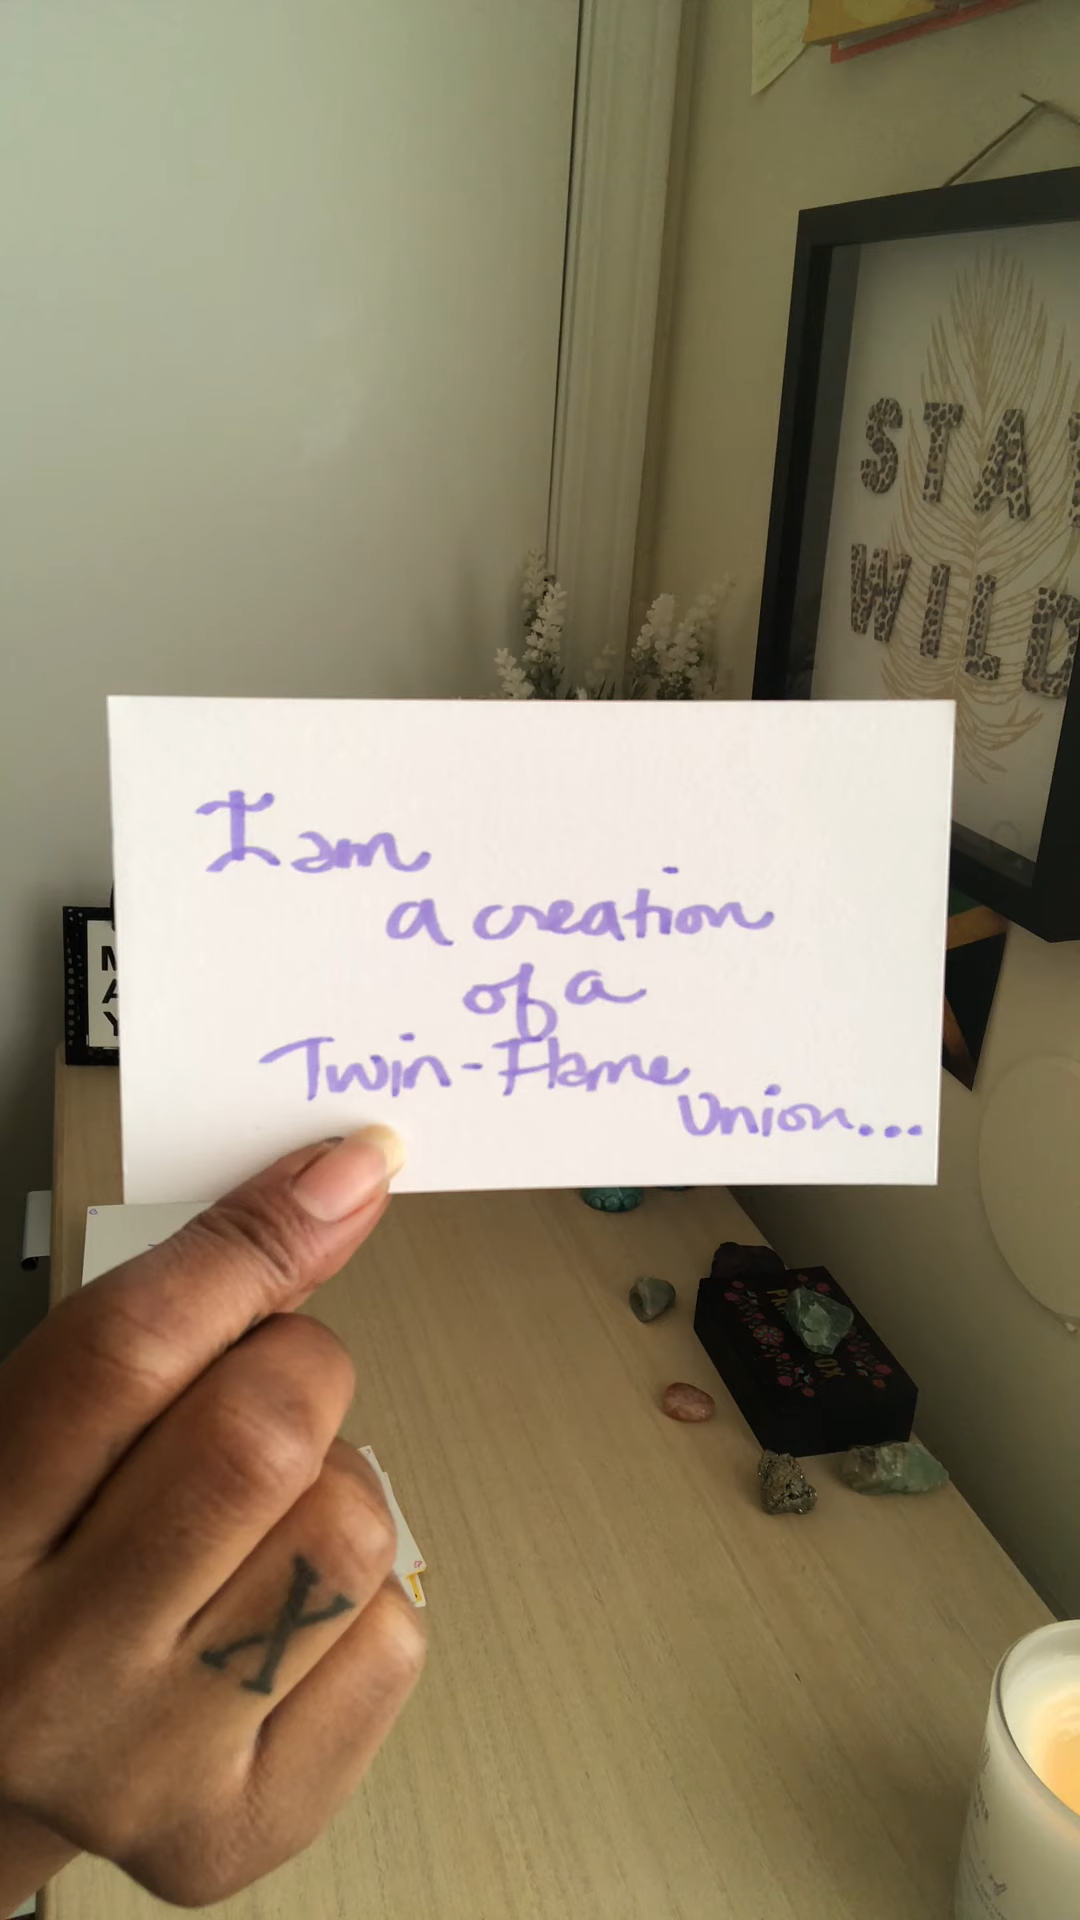 STAY
WILD
I am
a creation
of a
Twin-Flame
Union...
M
A
Y
X